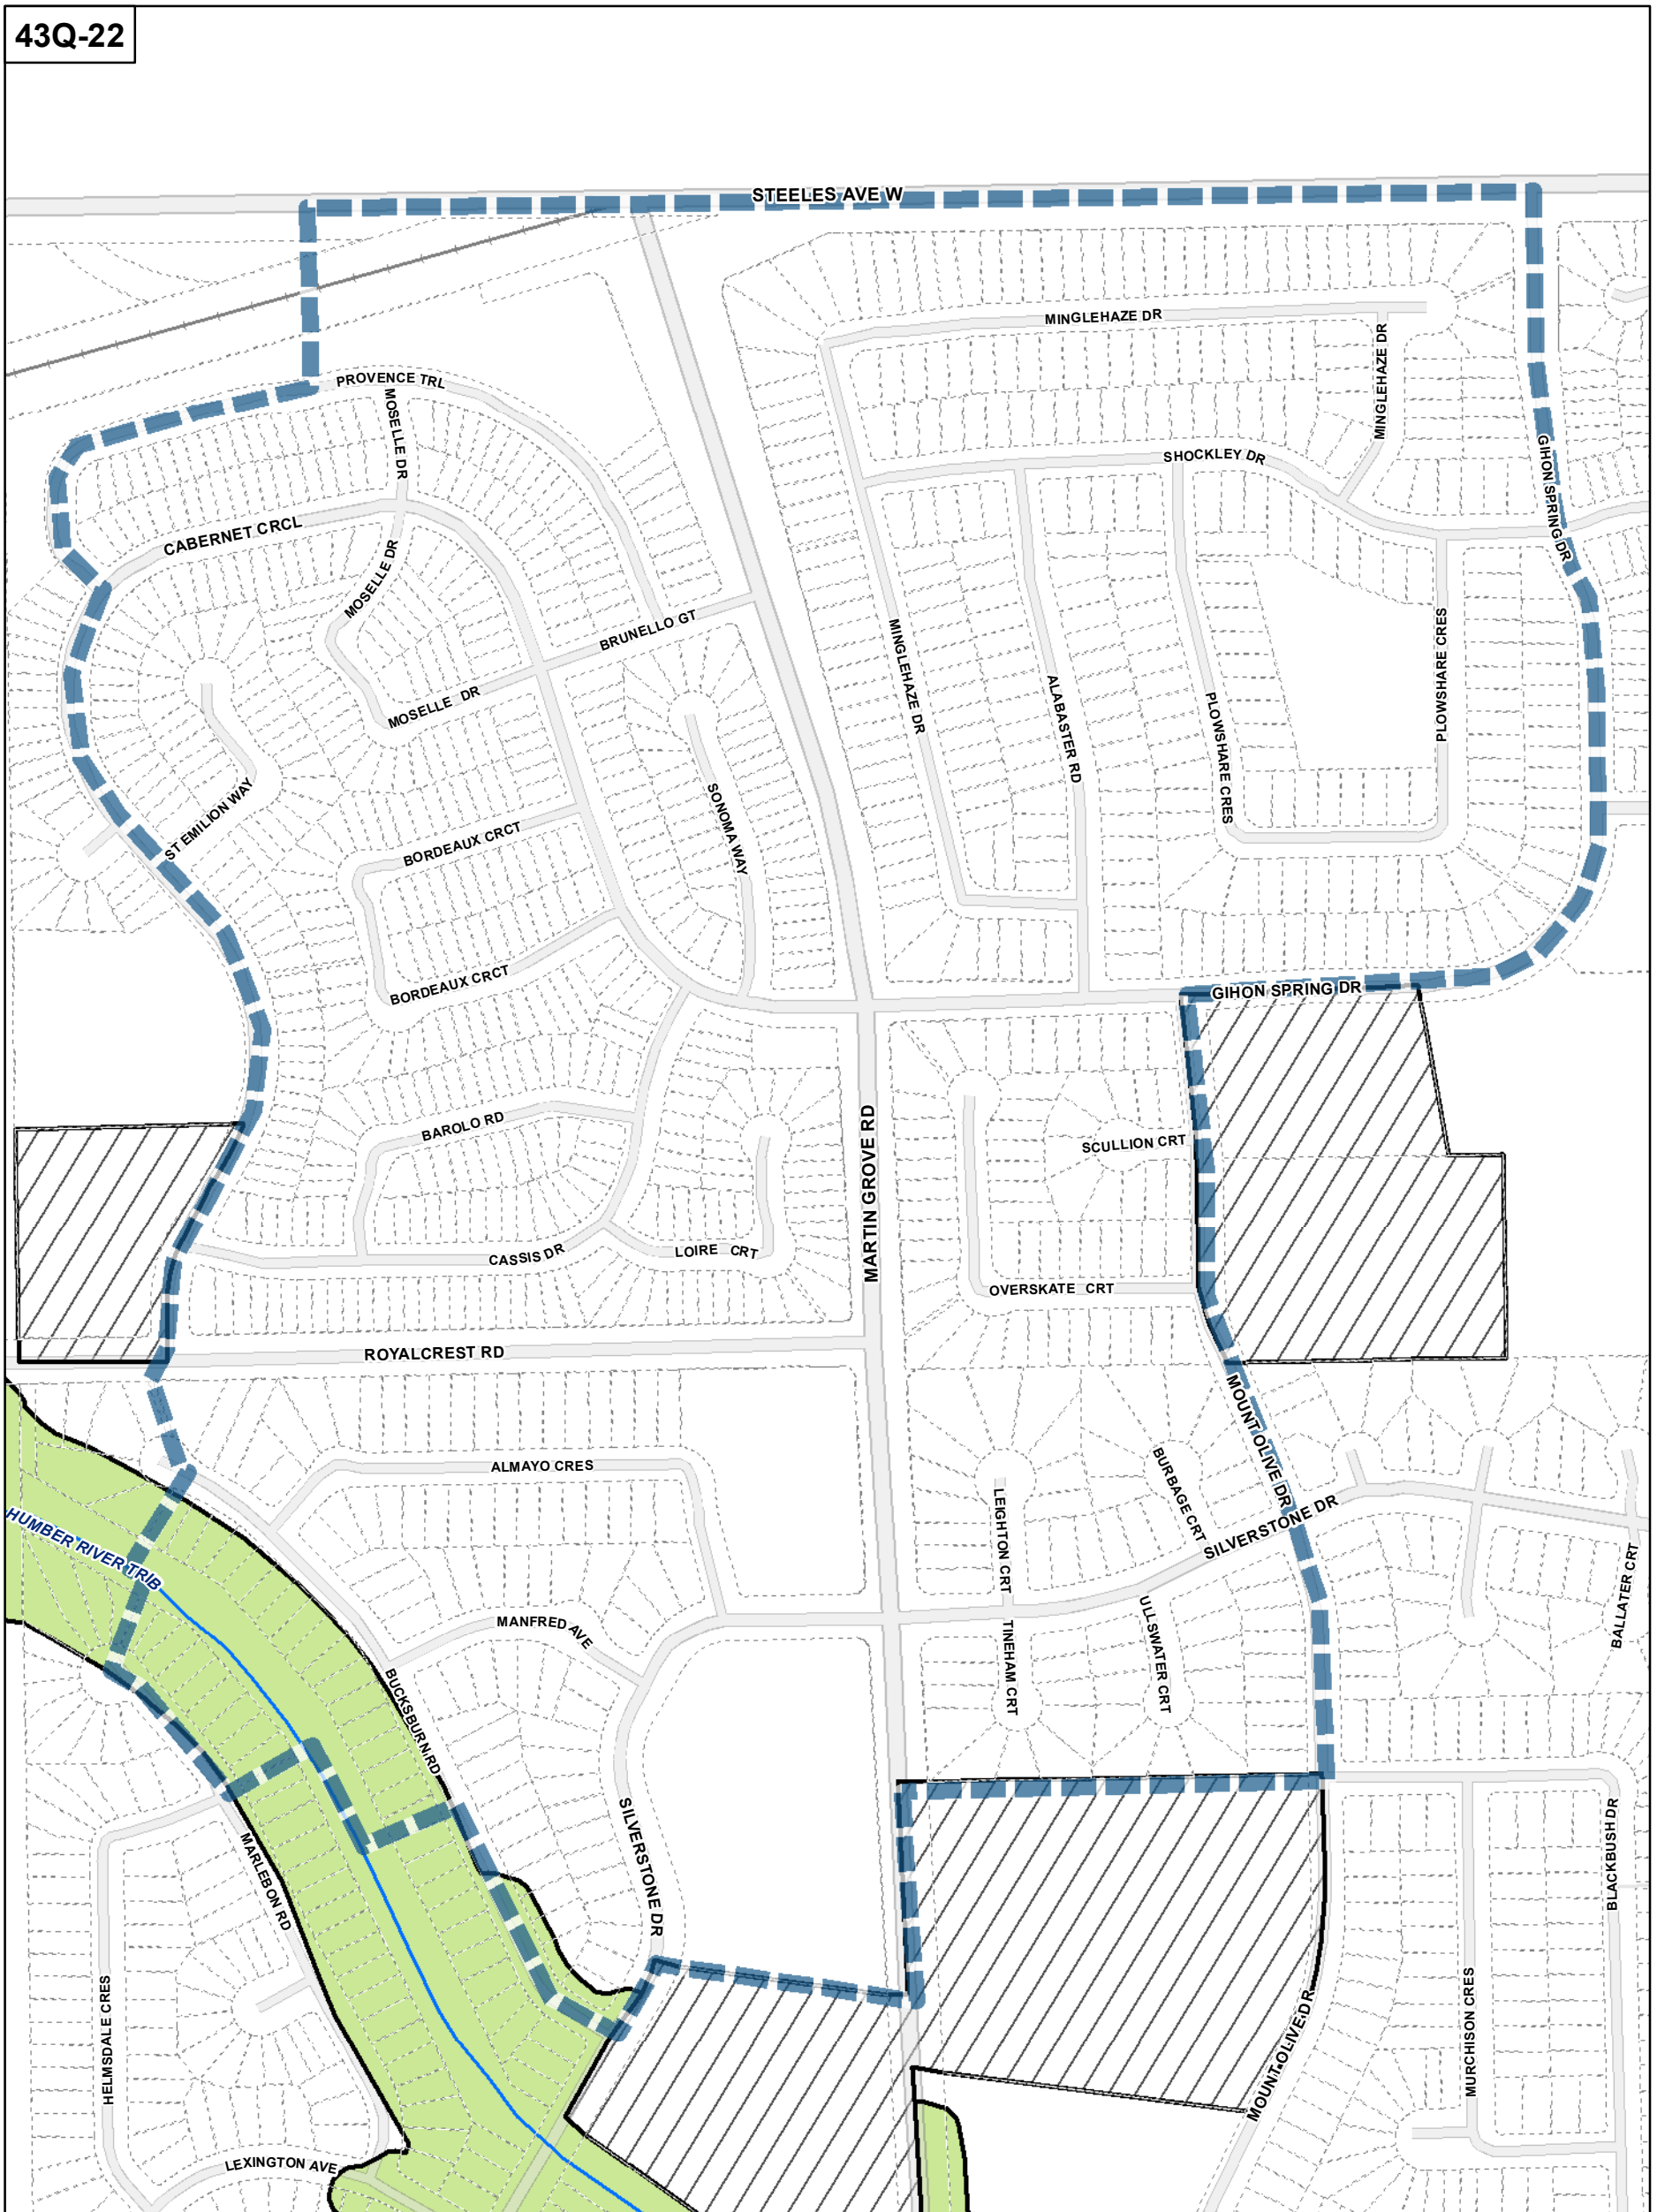 43Q-22
STEELES AVE W
MINGLEHAZE DR
MINGLEHAZE DR
PROVENCE TRL
MOSELLE DR
SHOCKLEY DR
GIHON SPRING DR
CABERNET CRCL
MOSELLE DR
BRUNELLO GT
MINGLEHAZE DR
PLOWSHARE CRES
MOSELLE DR
ALABASTER RD
PLOWSHARE CRES
ST EMILION WAY
SONOMA WAY
BORDEAUX CRCT
BORDEAUX CRCT
GIHON SPRING DR
BAROLO RD
MARTIN GROVE RD
SCULLION CRT
CASSIS DR
LOIRE CRT
OVERSKATE CRT
ROYALCREST RD
MOUNT OLIVE DR
ALMAYO CRES
LEIGHTON CRT
BURBAGE CRT
SILVERSTONE DR
HUMBER RIVER TRIB
BALLATER CRT
MANFRED AVE
TINEHAM CRT
ULLSWATER CRT
BUCKSBURN RD
SILVERSTONE DR
MARLEBON RD
BLACKBUSH DR
HELMSDALE CRES
MURCHISON CRES
MOUNT OLIVE DR
LEXINGTON AVE